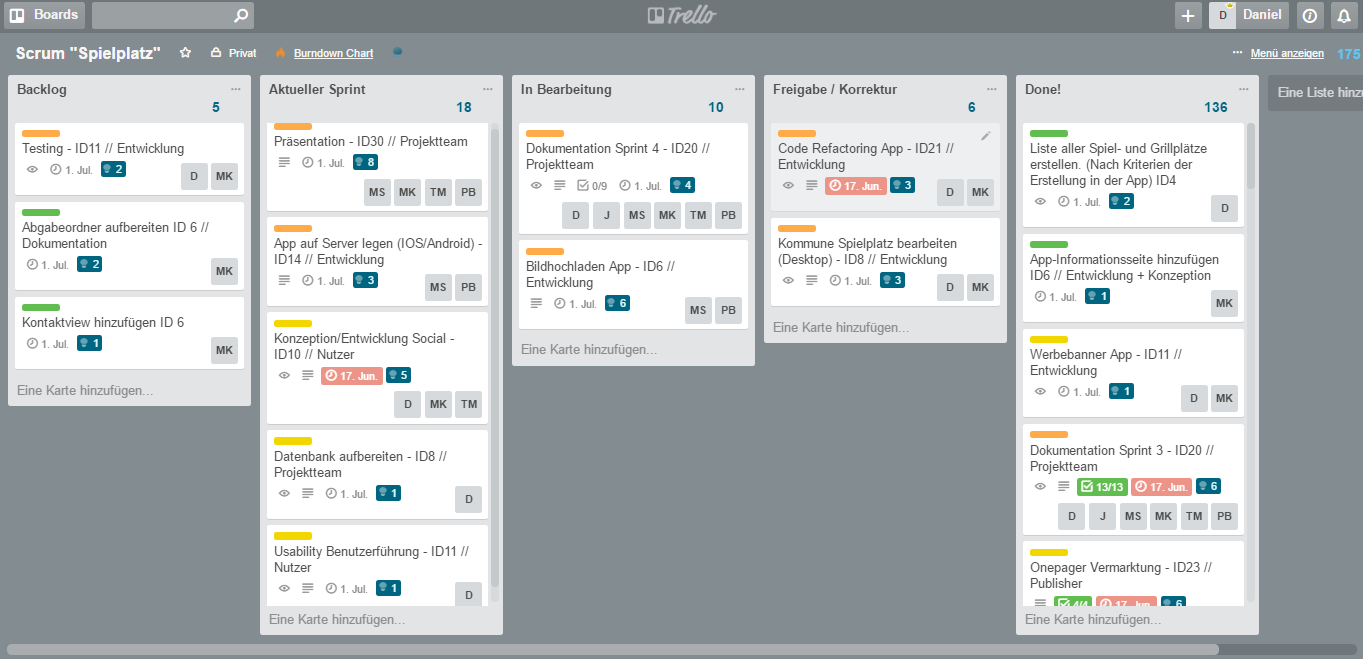 Boards
Trello
D Daniel
Scrum "Spielplatz"
Privat
Burndown Chart
Menü anzeigen
175
Backlog
5
Testing - ID11 // Entwicklung
1. Jul. 2
D MK
Abgabeordner aufbereiten ID 6 //
Dokumentation
1. Jul. 2
MK
Kontaktview hinzufügen ID 6
1. Jul. 1
MK
Eine Karte hinzufügen...
Aktueller Sprint
18
Präsentation - ID30 // Projektteam
1. Jul. 8
MS MK TM PB
App auf Server legen (IOS/Android) -
ID14 // Entwicklung
1. Jul. 3
MS PB
Konzeption/Entwicklung Social -
ID10 // Nutzer
17. Jun. 5
D MK TM
Datenbank aufbereiten - ID8 //
Projektteam
1. Jul. 1
D
Usability Benutzerführung - ID11 //
Nutzer
1. Jul. 1
D
Eine Karte hinzufügen...
In Bearbeitung
10
Dokumentation Sprint 4 - ID20 //
Projektteam
0/9 1. Jul. 4
D J MS MK TM PB
Bildhochladen App - ID6 //
Entwicklung
1. Jul. 6
MS PB
Eine Karte hinzufügen...
Freigabe / Korrektur
6
Code Refactoring App - ID21 //
Entwicklung
17. Jun. 3
D MK
Kommune Spielplatz bearbeiten
(Desktop) - ID8 // Entwicklung
1. Jul. 3
D MK
Eine Karte hinzufügen...
Done!
136
Liste aller Spiel- und Grillplätze
erstellen. (Nach Kriterien der
Erstellung in der App) ID4
1. Jul. 2
D
App-Informationsseite hinzufügen
ID6 // Entwicklung + Konzeption
1. Jul. 1
MK
Werbebanner App - ID11 //
Entwicklung
1. Jul. 1
D MK
Dokumentation Sprint 3 - ID20 //
Projektteam
13/13 17. Jun. 6
D J MS MK TM PB
Onepager Vermarktung - ID23 //
Publisher
4/4 17. Jun. 6
Eine Karte hinzufügen...
Eine Liste hinzu